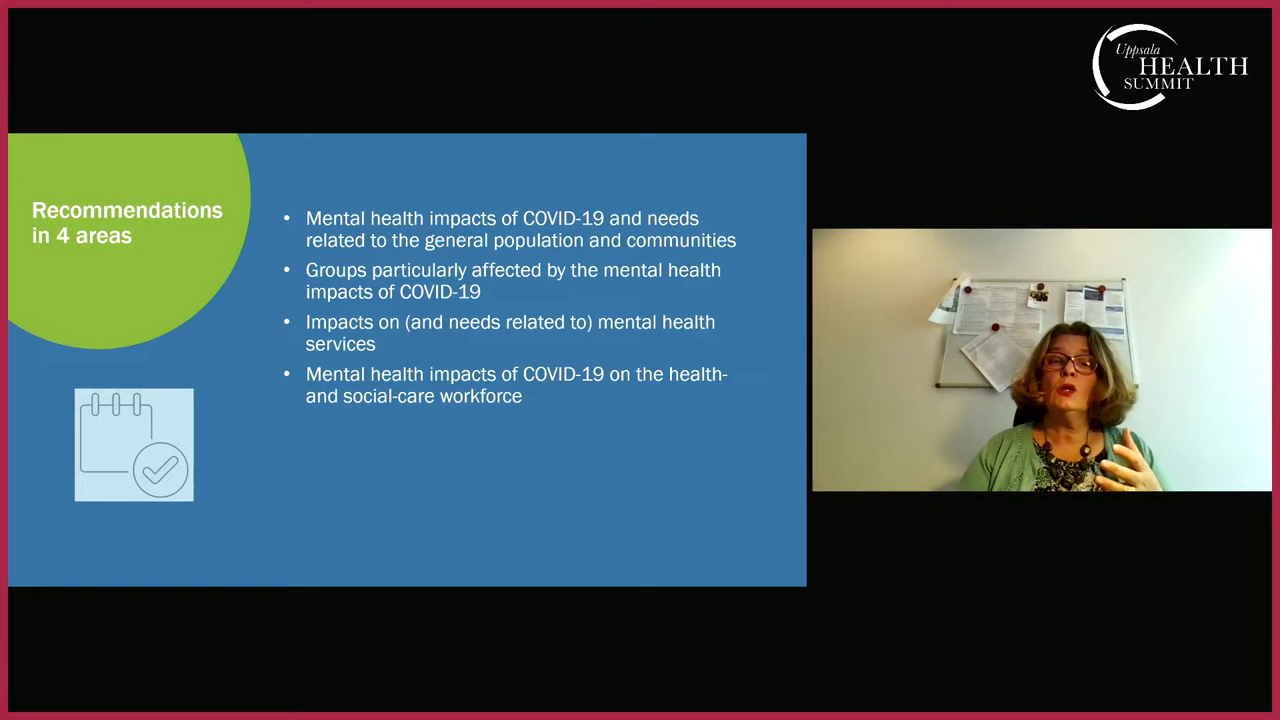 Uppsala
HEALTH
SUMMIT
Recommendations
in 4 areas
• Mental health impacts of COVID-19 and needs
related to the general population and communities
• Groups particularly affected by the mental health
impacts of COVID-19
• Impacts on (and needs related to) mental health
services
• Mental health impacts of COVID-19 on the health-
and social-care workforce